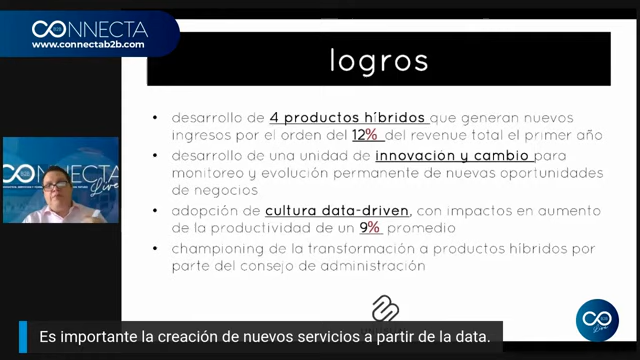 CONNECTA
www.connectab2b.com
logros
• desarrollo de 4 productos híbridos que generan nuevos
ingresos por el orden del 12% del revenue total el primer año
• desarrollo de una unidad de innovación y cambio para
monitoreo y evolución permanente de nuevas oportunidades
de negocios
• adopción de cultura data-driven, con impactos en aumento
de la productividad de un 9% promedio
• championing de la transformación a productos híbridos por
parte del consejo de administración
CONNECTA
Live
Live
Es importante la creación de nuevos servicios a partir de la data.